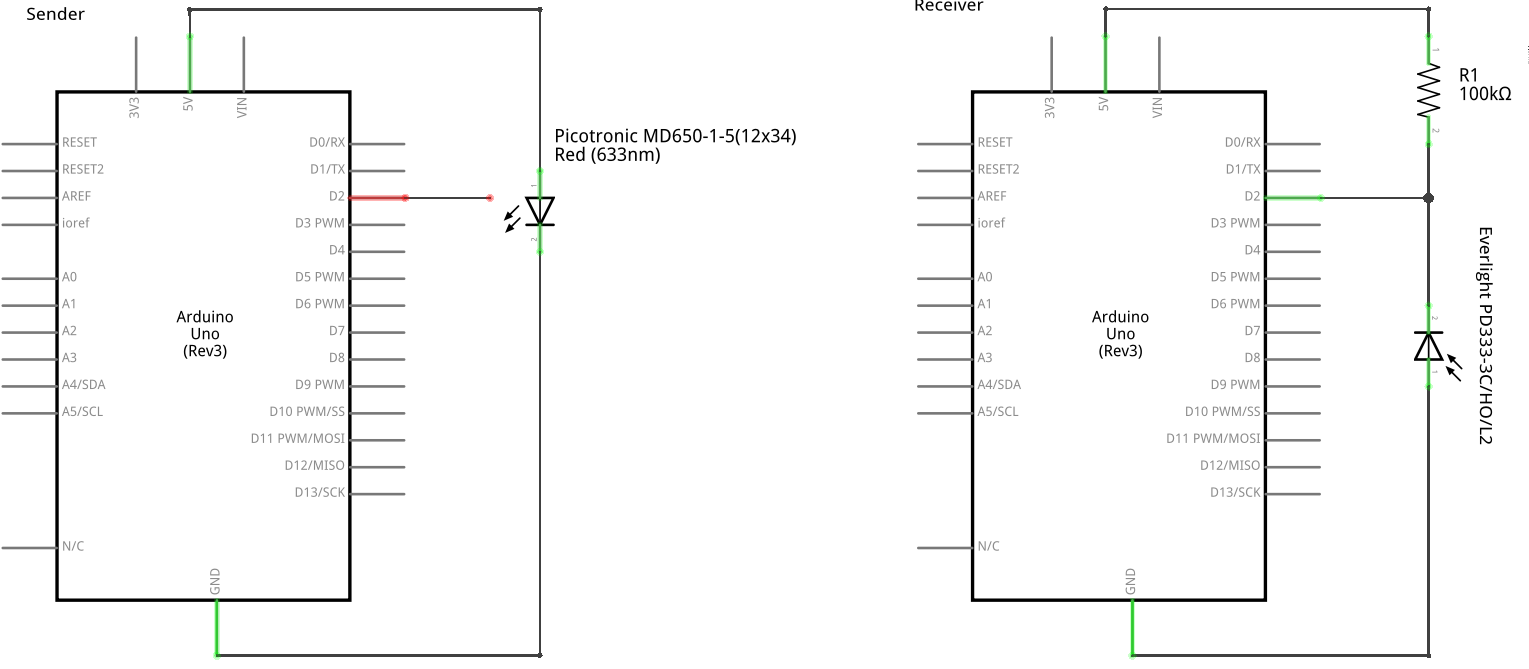 Sender
3V3
5V
VIN
RESET
RESET2
AREF
ioref
A0
A1
A2
A3
A4/SDA
A5/SCL
N/C
D0/RX
D1/TX
D2
D3 PWM
D4
D5 PWM
D6 PWM
D7
D8
D9 PWM
D10 PWM/SS
D11 PWM/MOSI
D12/MISO
D13/SCK
Arduino
Uno
(Rev3)
GND
Picotronic MD650-1-5(12x34)
Red (633nm)
1
2
Receiver
3V3
5V
VIN
RESET
RESET2
AREF
ioref
A0
A1
A2
A3
A4/SDA
A5/SCL
N/C
D0/RX
D1/TX
D2
D3 PWM
D4
D5 PWM
D6 PWM
D7
D8
D9 PWM
D10 PWM/SS
D11 PWM/MOSI
D12/MISO
D13/SCK
Arduino
Uno
(Rev3)
GND
1
2
R1
100kΩ
2
1
Everlight PD333-3C/HO/L2